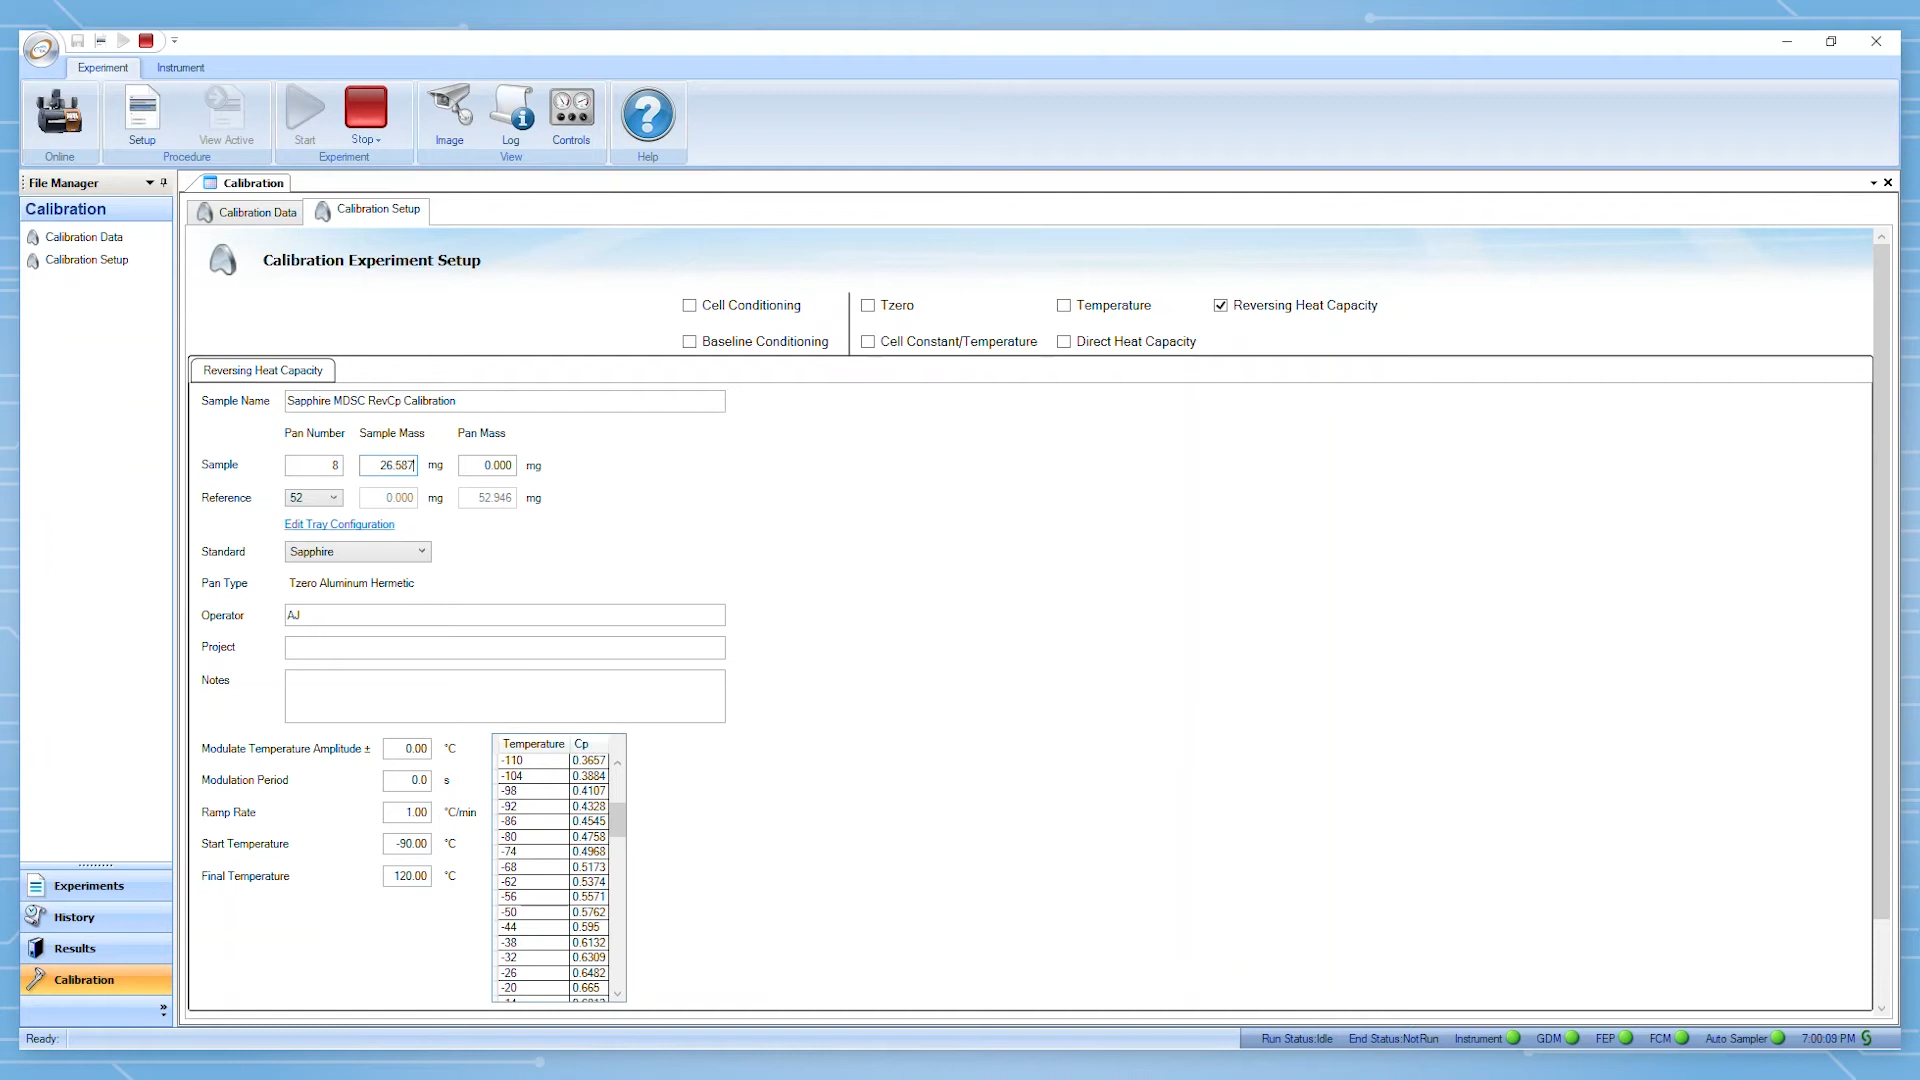 Experiment Instrument
Setup View Active Start Stop Image Log Controls
Online Procedure Experiment View Help
File Manager
Calibration
Calibration Data
Calibration Setup
Experiments
History
Results
Calibration
Calibration
Calibration Data Calibration Setup
Calibration Experiment Setup
Cell Conditioning Tzero Temperature Reversing Heat Capacity
Baseline Conditioning Cell Constant/Temperature Direct Heat Capacity
Reversing Heat Capacity
Sample Name Sapphire MDSC RevCp Calibration
Pan Number Sample Mass Pan Mass
Sample 8 26.587 mg 0.000 mg
Reference 52 0.000 mg 52.946 mg
Edit Tray Configuration
Standard Sapphire
Pan Type Tzero Aluminum Hermetic
Operator AJ
Project
Notes
Modulate Temperature Amplitude ± 0.00 °C
Modulation Period 0.0 s
Ramp Rate 1.00 °C/min
Start Temperature -90.00 °C
Final Temperature 120.00 °C
Temperature Cp
-110 0.3657
-104 0.3884
-98 0.4107
-92 0.4328
-86 0.4545
-80 0.4758
-74 0.4968
-68 0.5173
-62 0.5374
-56 0.5571
-50 0.5762
-44 0.595
-38 0.6132
-32 0.6309
-26 0.6482
-20 0.665
Ready: Run Status:Idle End Status:NotRun Instrument GDM FEP FCM Auto Sampler 7:00:09 PM